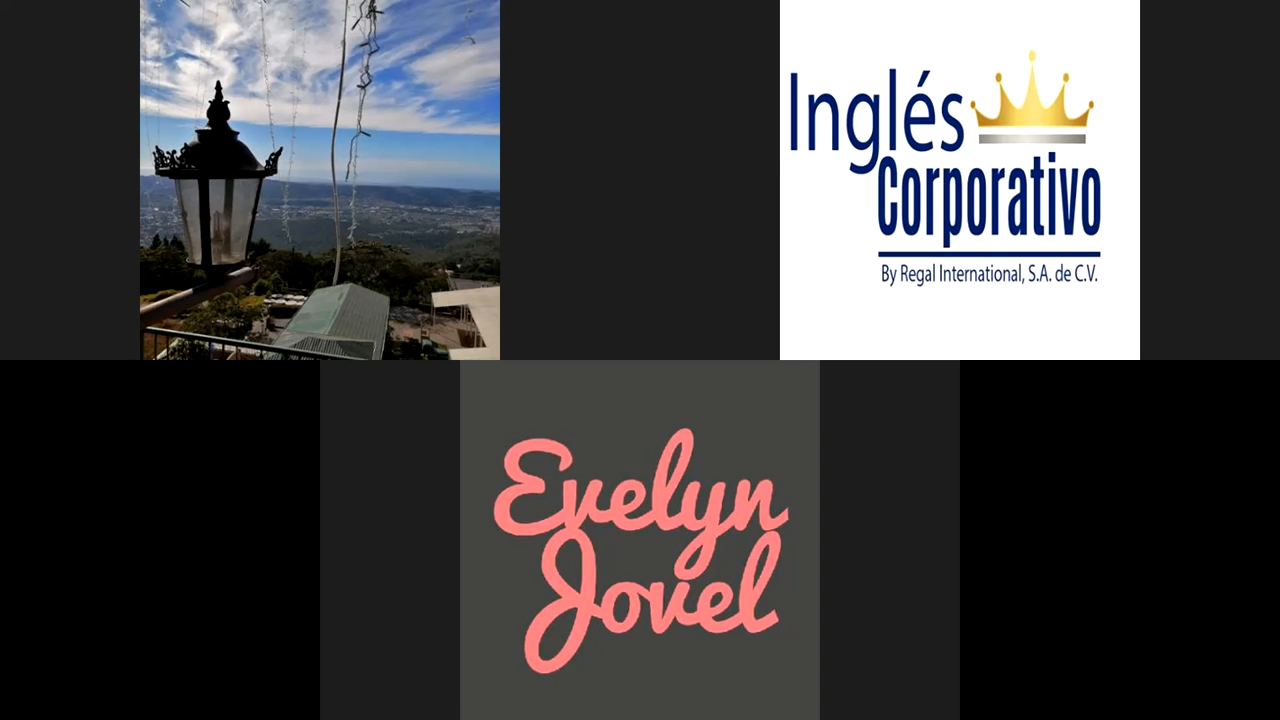 Inglés
Corporativo
By Regal International, S.A. de C.V.
Evelyn
Jovel